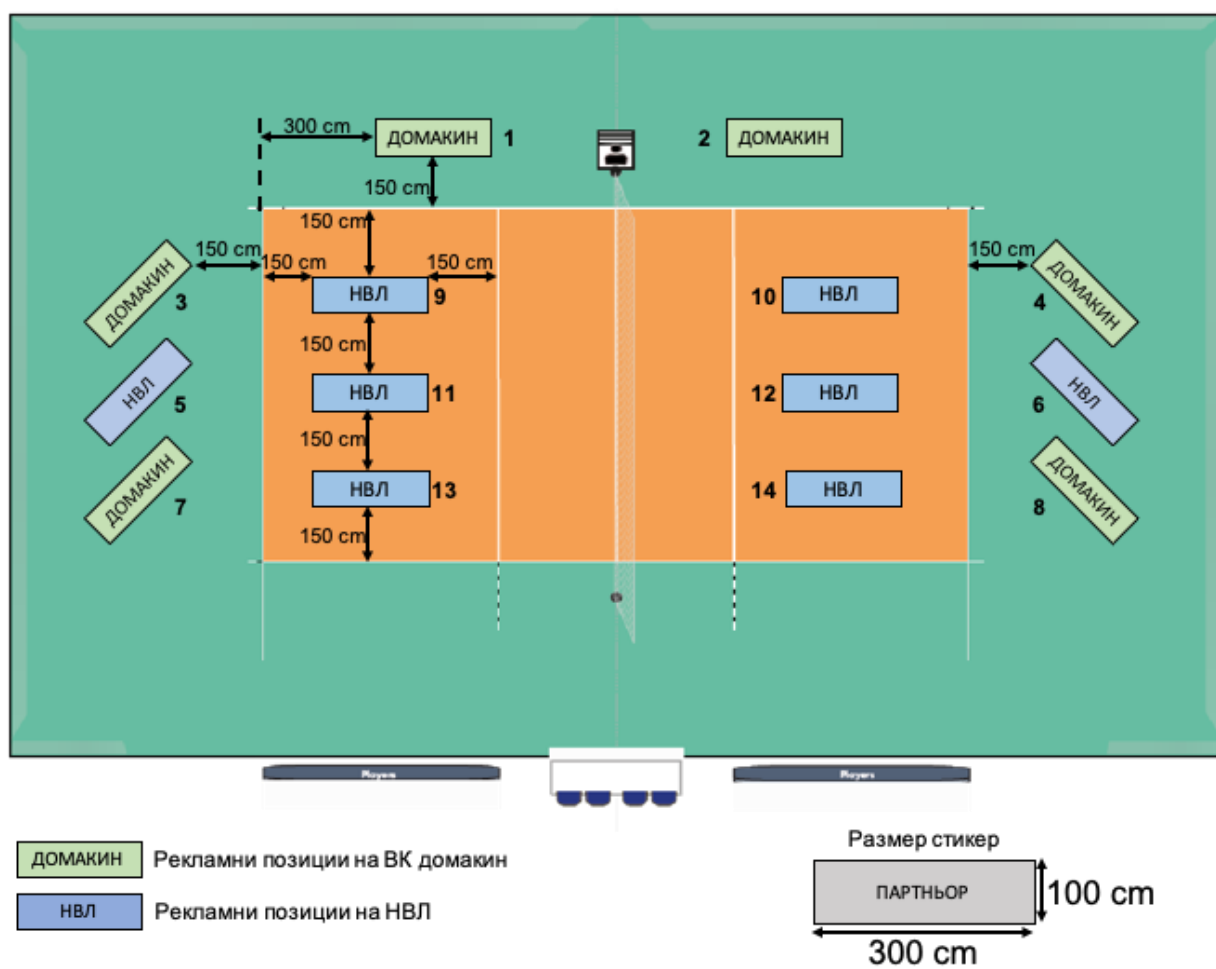 300 cm
ДОМАКИН
1
2
ДОМАКИН
150 cm
150 cm
150 cm
150 cm
150 cm
150 cm
ДОМАКИН
3
НВЛ
9
10
НВЛ
4
ДОМАКИН
150 cm
НВЛ
5
НВЛ
11
12
НВЛ
6
НВЛ
150 cm
ДОМАКИН
7
НВЛ
13
14
НВЛ
8
ДОМАКИН
150 cm
Players
Players
ДОМАКИН
Рекламни позиции на ВК домакин
НВЛ
Рекламни позиции на НВЛ
Размер стикер
ПАРТНЬОР
100 cm
300 cm